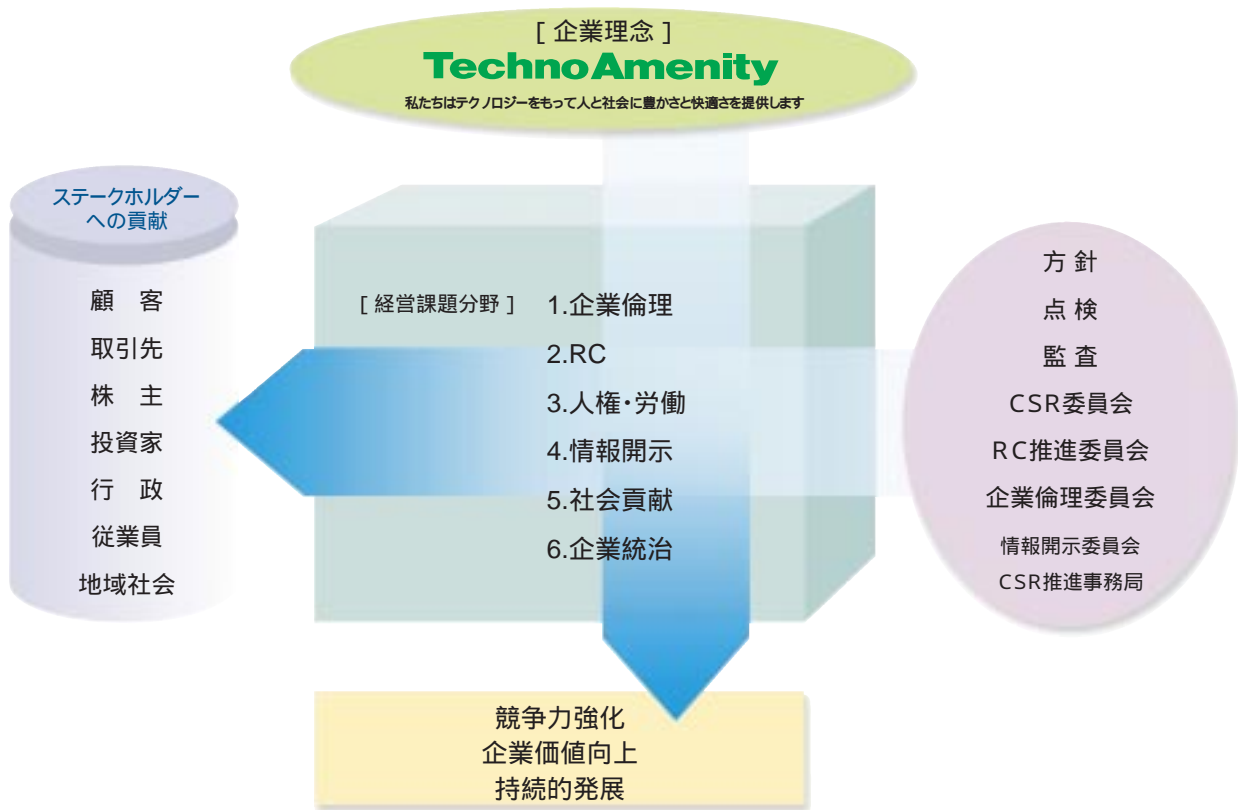 [ 企業理念 ]
TechnoAmenity
私たちはテクノロジーをもって人と社会に豊かさと快適さを提供します
ステークホルダー
への貢献
顧 客
取引先
株 主
投資家
行 政
従業員
地域社会
[ 経営課題分野 ]
1.企業倫理
2.RC
3.人権・労働
4.情報開示
5.社会貢献
6.企業統治
方 針
点 検
監 査
CSR委員会
RC推進委員会
企業倫理委員会
情報開示委員会
CSR推進事務局
競争力強化
企業価値向上
持続的発展